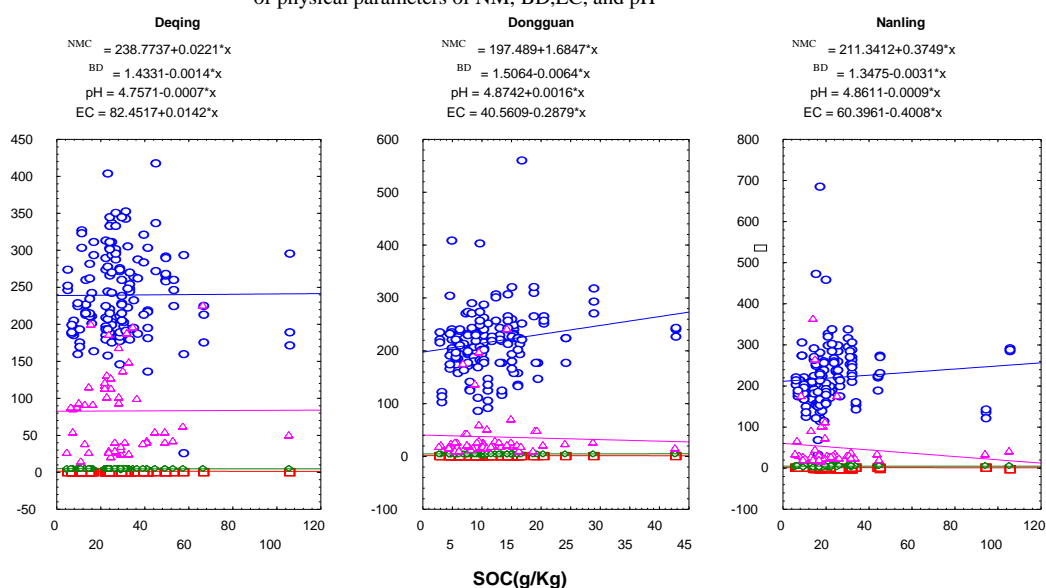 of physical parameters of NM, BD,EC, and pH
Deqing
NMC = 238.7737+0.0221*x
BD = 1.4331-0.0014*x
pH = 4.7571-0.0007*x
EC = 82.4517+0.0142*x
Dongguan
NMC = 197.489+1.6847*x
BD = 1.5064-0.0064*x
pH = 4.8742+0.0016*x
EC = 40.5609-0.2879*x
Nanling
NMC = 211.3412+0.3749*x
BD = 1.3475-0.0031*x
pH = 4.8611-0.0009*x
EC = 60.3961-0.4008*x
450
400
350
300
250
200
150
100
50
0
-50
0 40 80 120
20 60 100
600
500
400
300
200
100
0
-100
0 10 20 30 40
5 15 25 35 45
800
700
600
500
400
300
200
100
0
-100
0 40 80 120
20 60 100
SOC(g/Kg)